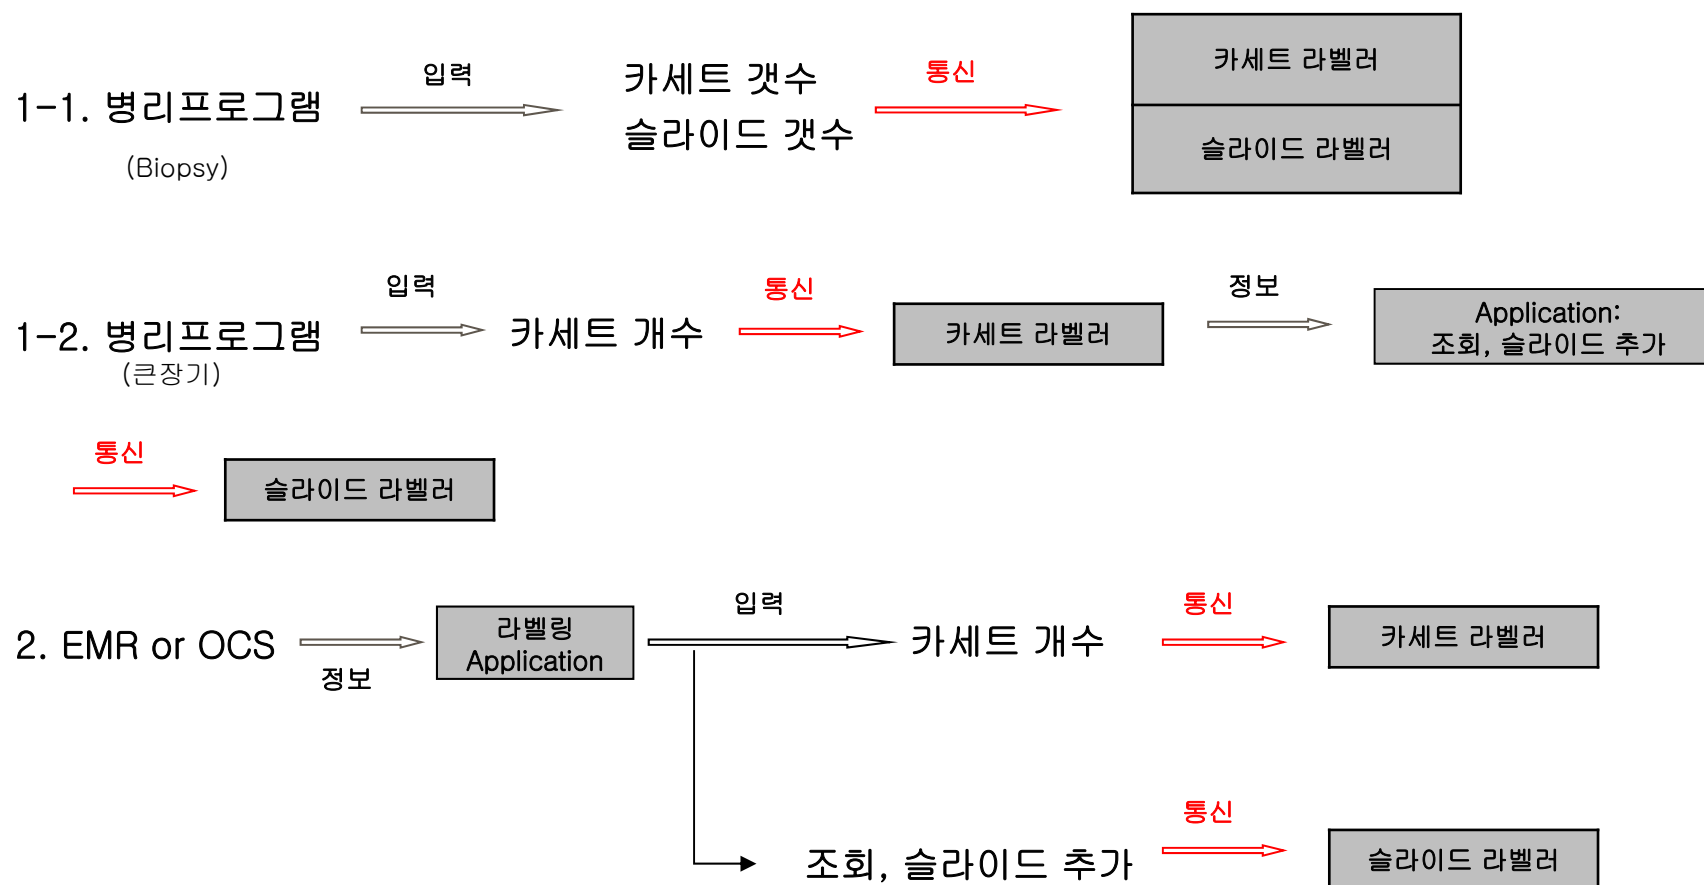 1-1. 병리프로그램
(Biopsy)
입력
카세트 갯수
슬라이드 갯수
통신
카세트 라벨러
슬라이드 라벨러
1-2. 병리프로그램
(큰장기)
입력
카세트 개수
통신
카세트 라벨러
정보
Application:
조회, 슬라이드 추가
통신
슬라이드 라벨러
2. EMR or OCS
정보
라벨링
Application
입력
카세트 개수
통신
카세트 라벨러
조회, 슬라이드 추가
통신
슬라이드 라벨러